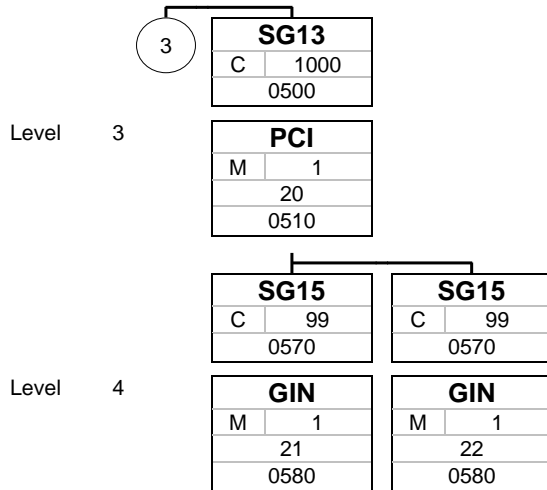 3
SG13
C 1000
0500
Level 3
PCI
M 1
20
0510
SG15 SG15
C 99 C 99
0570 0570
Level 4
GIN GIN
M 1 M 1
21 22
0580 0580